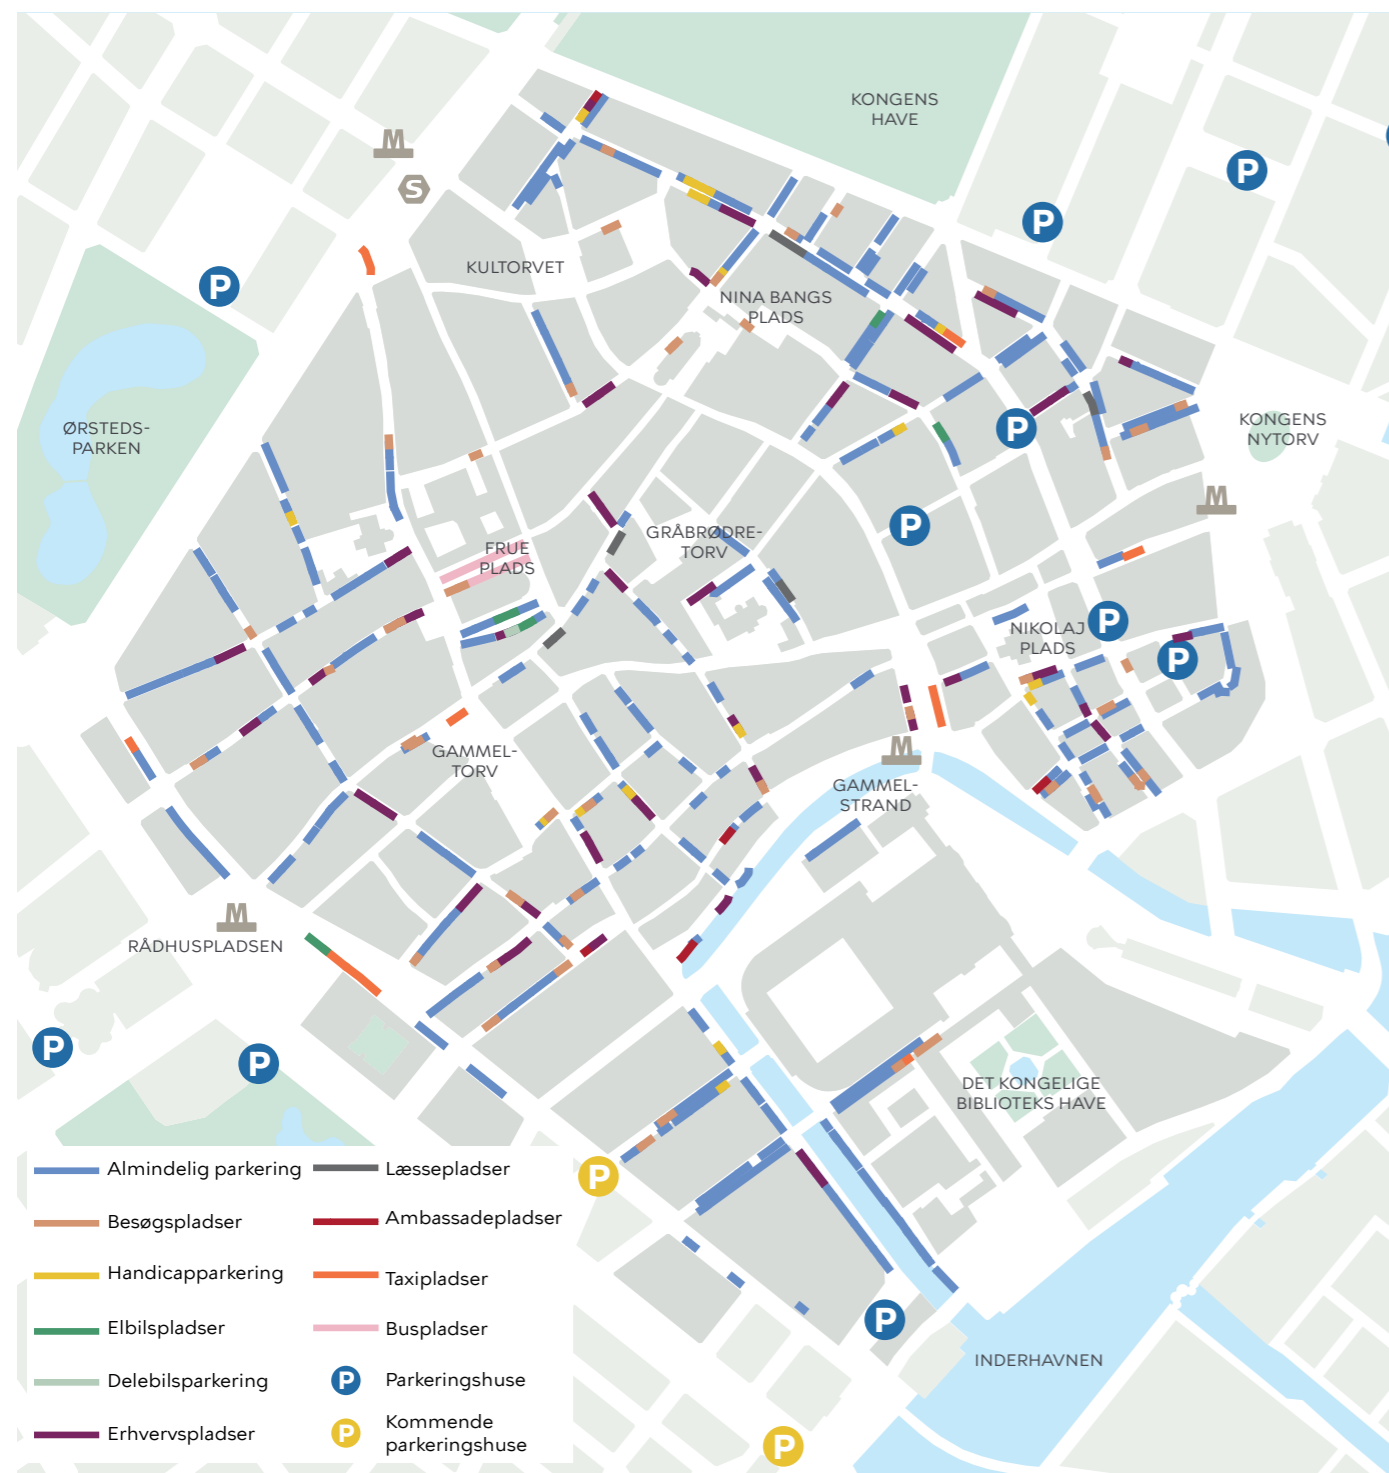 KONGENS
HAVE
M
P
S
P
KULTORVET
P
NINA BANGS
PLADS
ØRSTEDS-
PARKEN
P
KONGENS
NYTORV
M
P
GRÅBRØDRE-
TORV
FRUE
PLADS
P
NIKOLAJ
PLADS
P
GAMMEL-
TORV
M
GAMMEL-
STRAND
M
RÅDHUSPLADSEN
P
P
DET KONGELIGE
BIBLIOTEKS HAVE
P
P
INDERHAVNEN
P
Almindelig parkering
Besøgspladser
Handicapparkering
Elbilspladser
Delebilsparkering
Erhvervspladser
Læssepladser
Ambassadepladser
Taxipladser
Buspladser
P Parkeringshuse
P Kommende
parkeringshuse